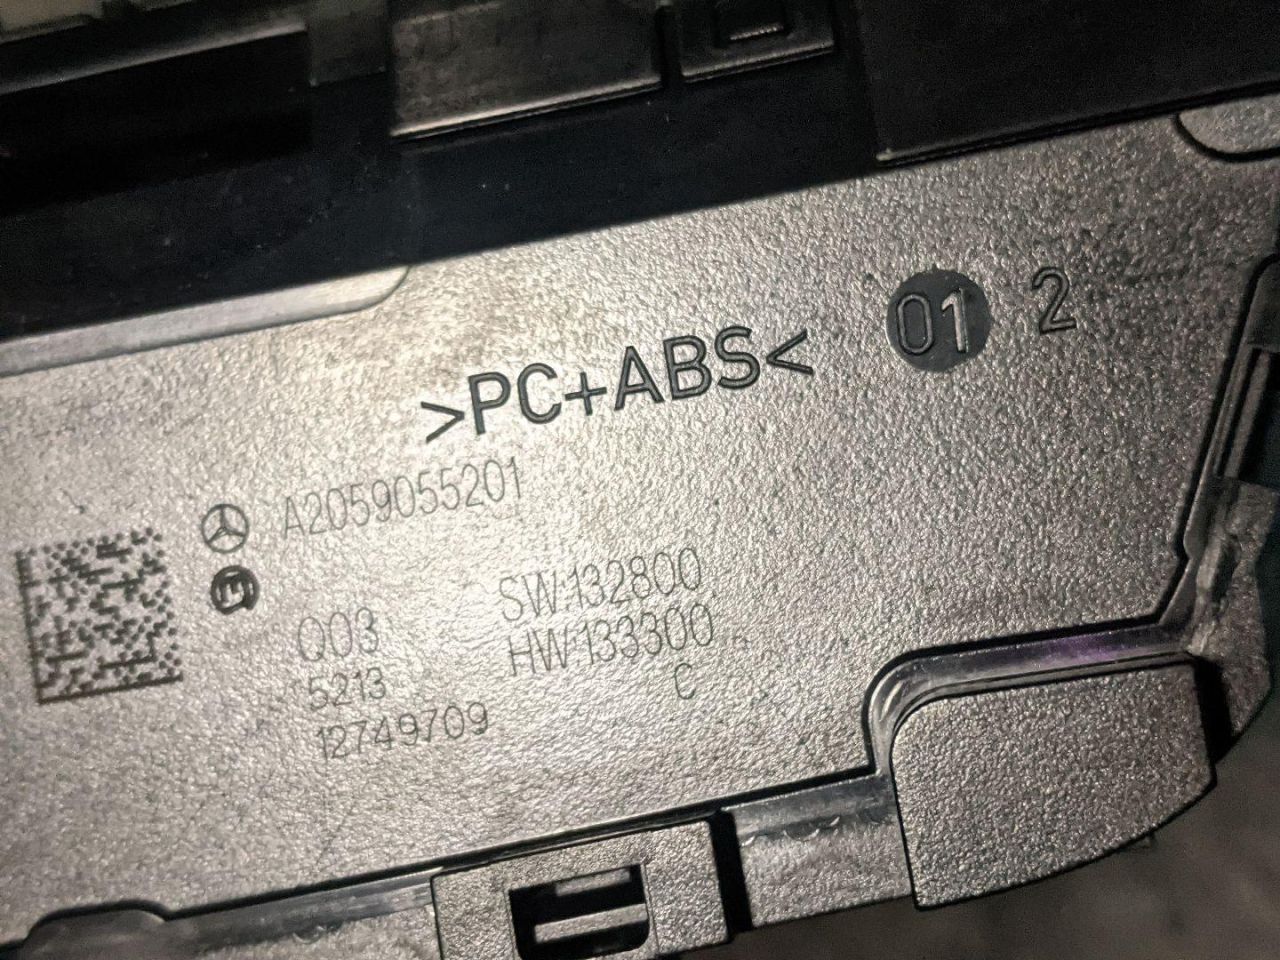 01 2
>PC+ABS<
A2059055201
SW:132800
Q03
HW:133300
5213
C
12749709